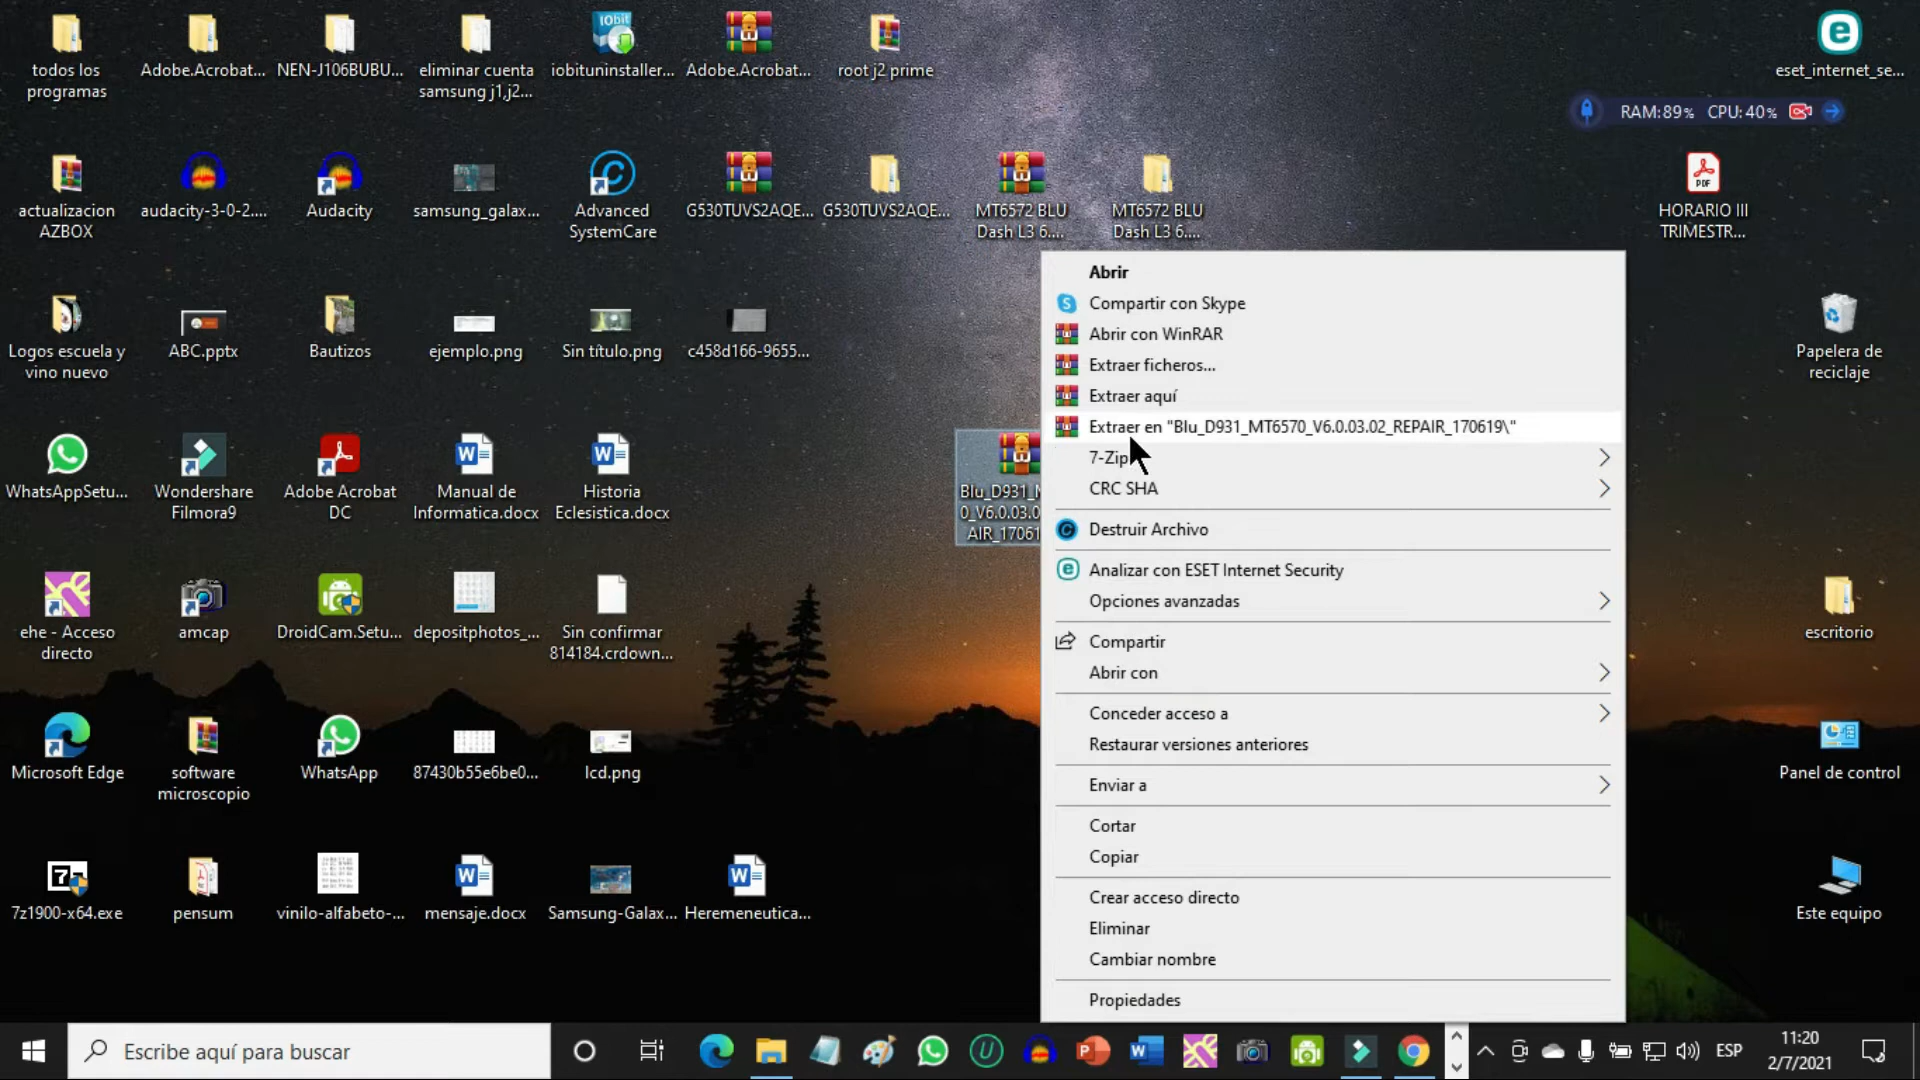 todos los
programas
Adobe.Acrobat...
NEN-J106BUBU...
eliminar cuenta
samsung j1,j2...
IObit
iobituninstaller...
Adobe.Acrobat...
root j2 prime
eset_internet_se...
RAM:89% CPU:40%
actualizacion
AZBOX
audacity-3-0-2....
Audacity
samsung_galax...
Advanced
SystemCare
G530TUVS2AQE...
G530TUVS2AQE...
MT6572 BLU
Dash L3 6....
MT6572 BLU
Dash L3 6....
PDF
HORARIO III
TRIMESTR...
Logos escuela y
vino nuevo
ABC.pptx
Bautizos
ejemplo.png
Sin título.png
c458d166-9655...
Papelera de
reciclaje
WhatsAppSetu...
Wondershare
Filmora9
Adobe Acrobat
DC
Manual de
Informatica.docx
Historia
Eclesistica.docx
Blu_D931_M
0_V6.0.03.0
AIR_17061
Abrir
Compartir con Skype
Abrir con WinRAR
Extraer ficheros...
Extraer aquí
Extraer en "Blu_D931_MT6570_V6.0.03.02_REPAIR_170619\"
7-Zip
CRC SHA
Destruir Archivo
Analizar con ESET Internet Security
Opciones avanzadas
Compartir
Abrir con
Conceder acceso a
Restaurar versiones anteriores
Enviar a
Cortar
Copiar
Crear acceso directo
Eliminar
Cambiar nombre
Propiedades
ehe - Acceso
directo
amcap
DroidCam.Setu...
depositphotos_...
Sin confirmar
814184.crdown...
escritorio
Microsoft Edge
software
microscopio
WhatsApp
87430b55e6be0...
lcd.png
Panel de control
7z1900-x64.exe
pensum
vinilo-alfabeto-...
mensaje.docx
Samsung-Galax...
Heremeneutica...
Este equipo
Escribe aquí para buscar
ESP
11:20
2/7/2021